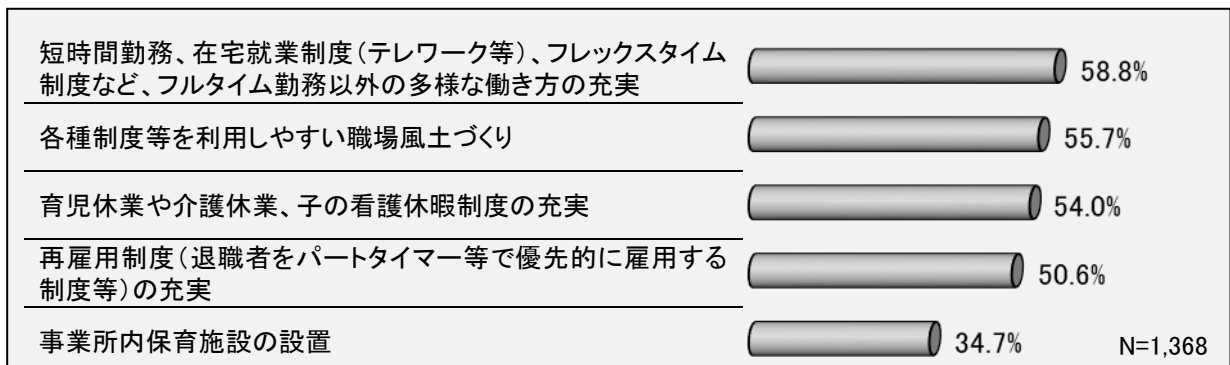 短時間勤務、在宅就業制度(テレワーク等)、フレックスタイム
制度など、フルタイム勤務以外の多様な働き方の充実
58.8%
各種制度等を利用しやすい職場風土づくり
55.7%
育児休業や介護休業、子の看護休暇制度の充実
54.0%
再雇用制度(退職者をパートタイマー等で優先的に雇用する
制度等)の充実
50.6%
事業所内保育施設の設置
34.7%
N=1,368